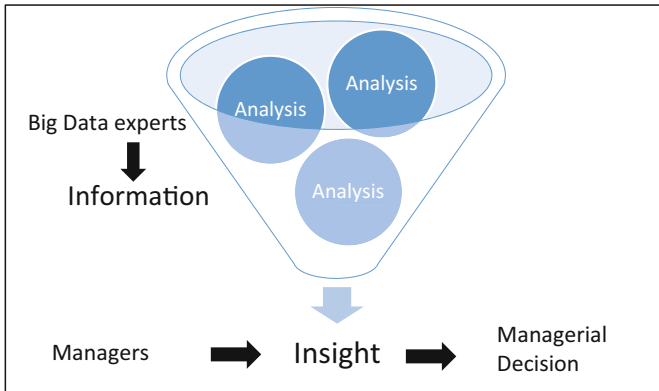 Analysis
Analysis
Big Data experts
Analysis
Information
Managers
Insight
Managerial
Decision